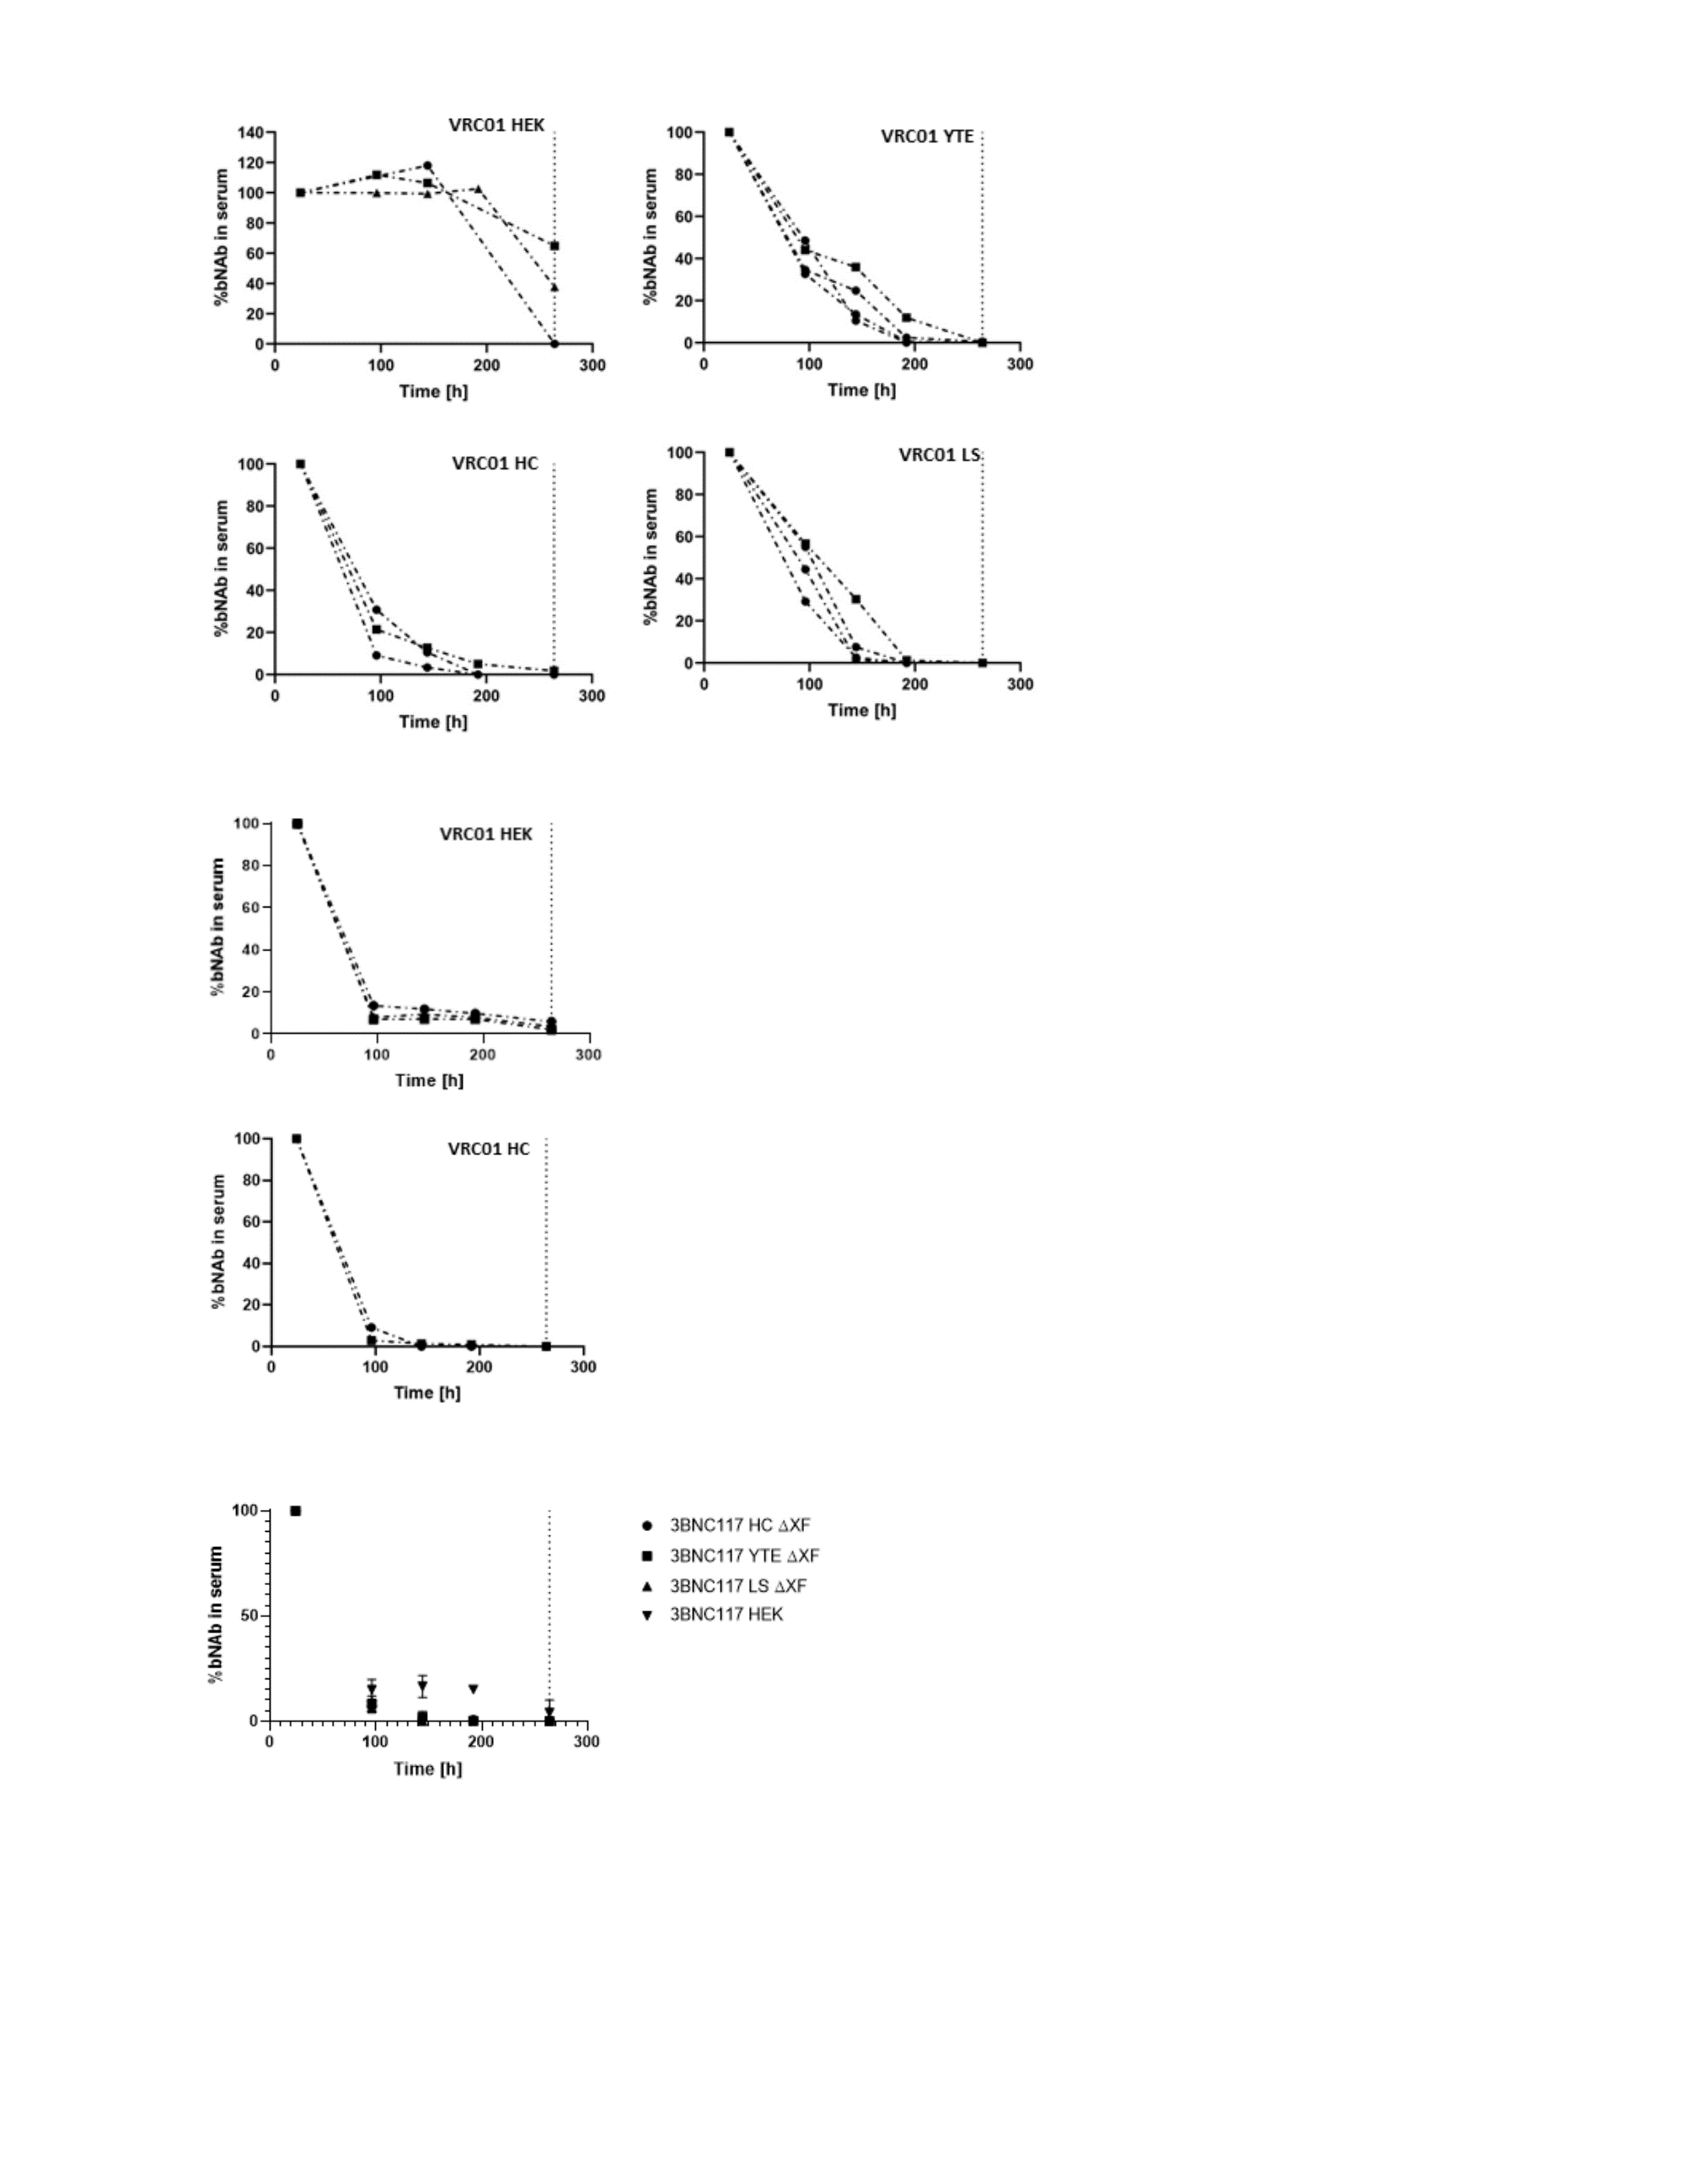 VRC01 HEK
140
120
100
80
60
40
20
0
%bNAb in serum
0 100 200 300
Time [h]
VRC01 YTE
100
80
60
40
20
0
%bNAb in serum
0 100 200 300
Time [h]
VRC01 HC
100
80
60
40
20
0
%bNAb in serum
0 100 200 300
Time [h]
VRC01 LS
100
80
60
40
20
0
%bNAb in serum
0 100 200 300
Time [h]
VRC01 HEK
100
80
60
40
20
0
%bNAb in serum
0 100 200 300
Time [h]
VRC01 HC
100
80
60
40
20
0
%bNAb in serum
0 100 200 300
Time [h]
100
50
0
%bNAb in serum
0 100 200 300
Time [h]
3BNC117 HC ΔXF
3BNC117 YTE ΔXF
3BNC117 LS ΔXF
3BNC117 HEK